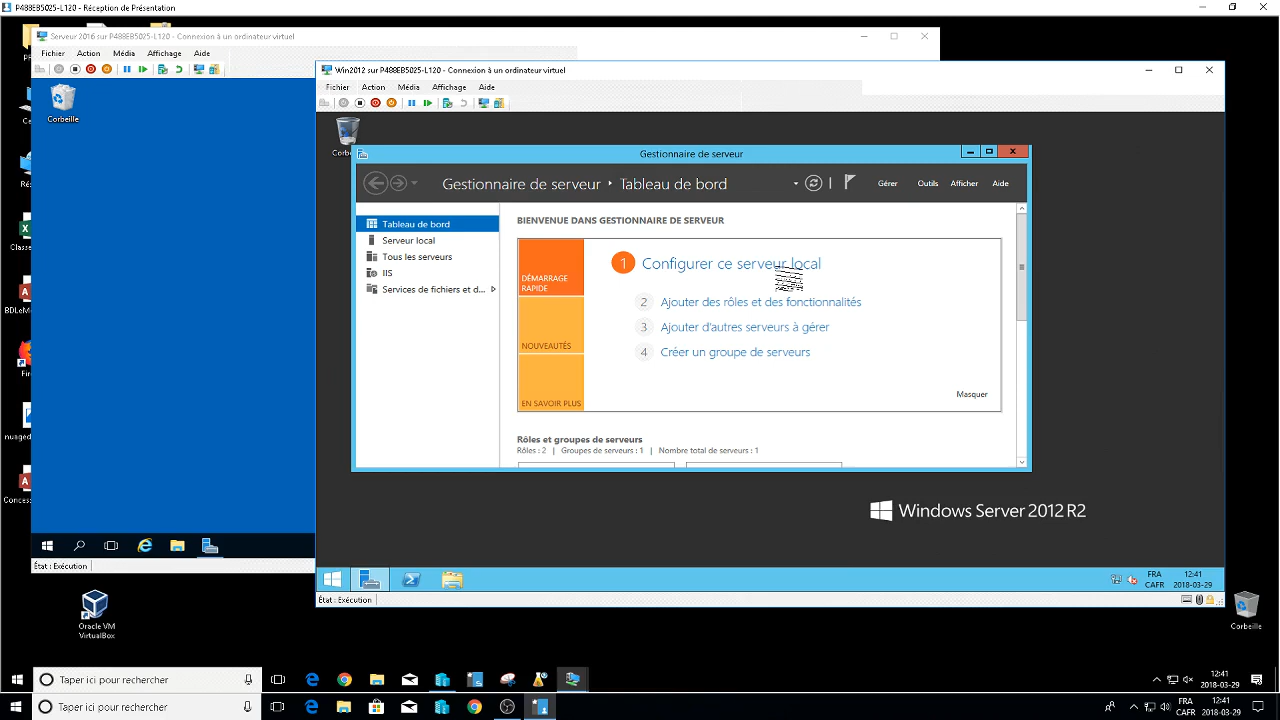 P488EB5025-L120 - Réception de Présentation
Serveur 2016 sur P488EB5025-L120 - Connexion à un ordinateur virtuel
Fichier Action Média Affichage Aide
Corbeille
Win2012 sur P488EB5025-L120 - Connexion à un ordinateur virtuel
Fichier Action Média Affichage Aide
Gestionnaire de serveur
Gestionnaire de serveur Tableau de bord
Gérer Outils Afficher Aide
Tableau de bord
Serveur local
Tous les serveurs
IIS
Services de fichiers et d...
BIENVENUE DANS GESTIONNAIRE DE SERVEUR
DÉMARRAGE
RAPIDE
NOUVEAUTÉS
EN SAVOIR PLUS
1 Configurer ce serveur local
2 Ajouter des rôles et des fonctionnalités
3 Ajouter d'autres serveurs à gérer
4 Créer un groupe de serveurs
Masquer
Rôles et groupes de serveurs
Rôles : 2 | Groupes de serveurs : 1 | Nombre total de serveurs : 1
Windows Server 2012 R2
FRA
CAFR
12:41
2018-03-29
État : Exécution
État : Exécution
Oracle VM
VirtualBox
Corbeille
Taper ici pour rechercher
12:41
2018-03-29
Taper ici pour rechercher
FRA
CAFR
12:41
2018-03-29